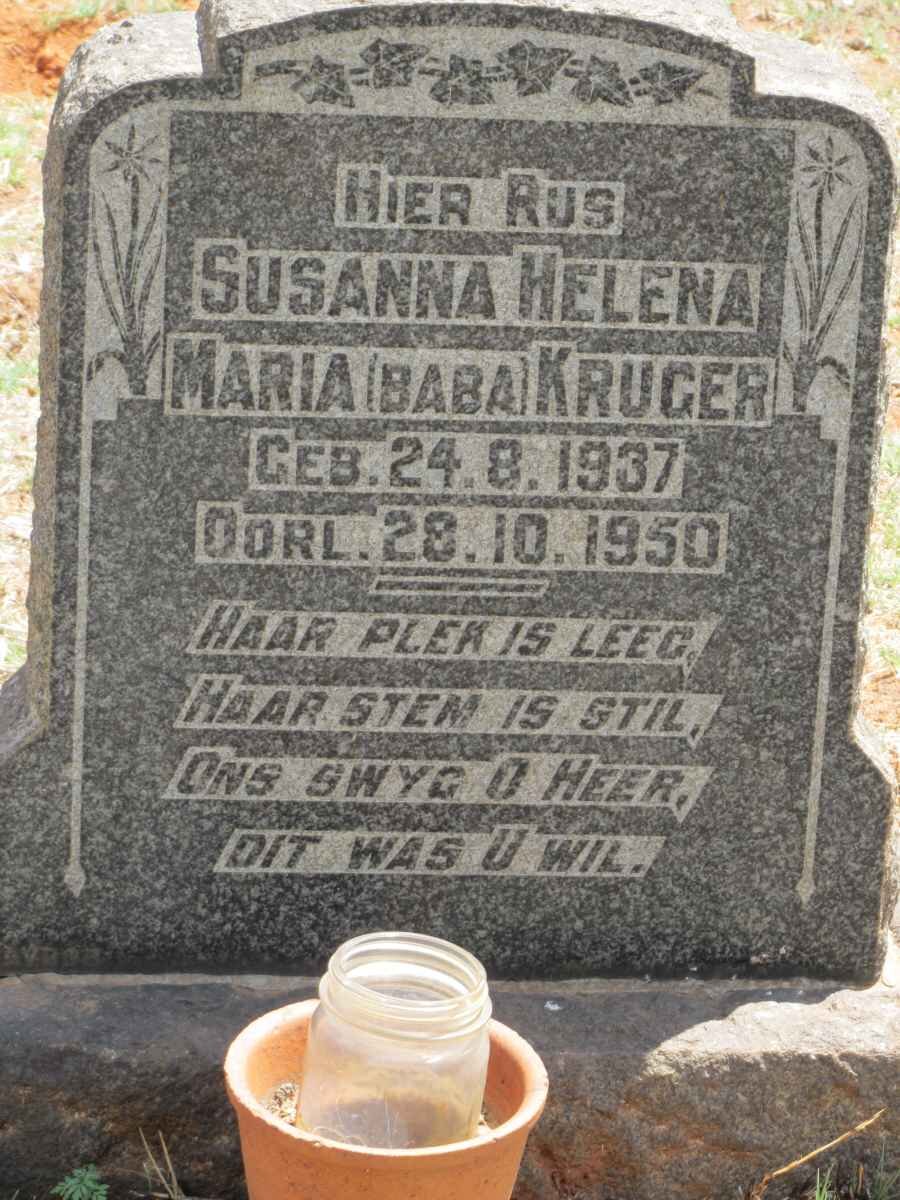 HIER RUS
SUSANNA HELENA
MARIA (BABA) KRUGER
GEB. 24.8.1937
OORL. 28.10.1950
HAAR PLEK IS LEEG,
HAAR STEM IS STIL,
ONS SWYG O HEER,
DIT WAS U WIL.